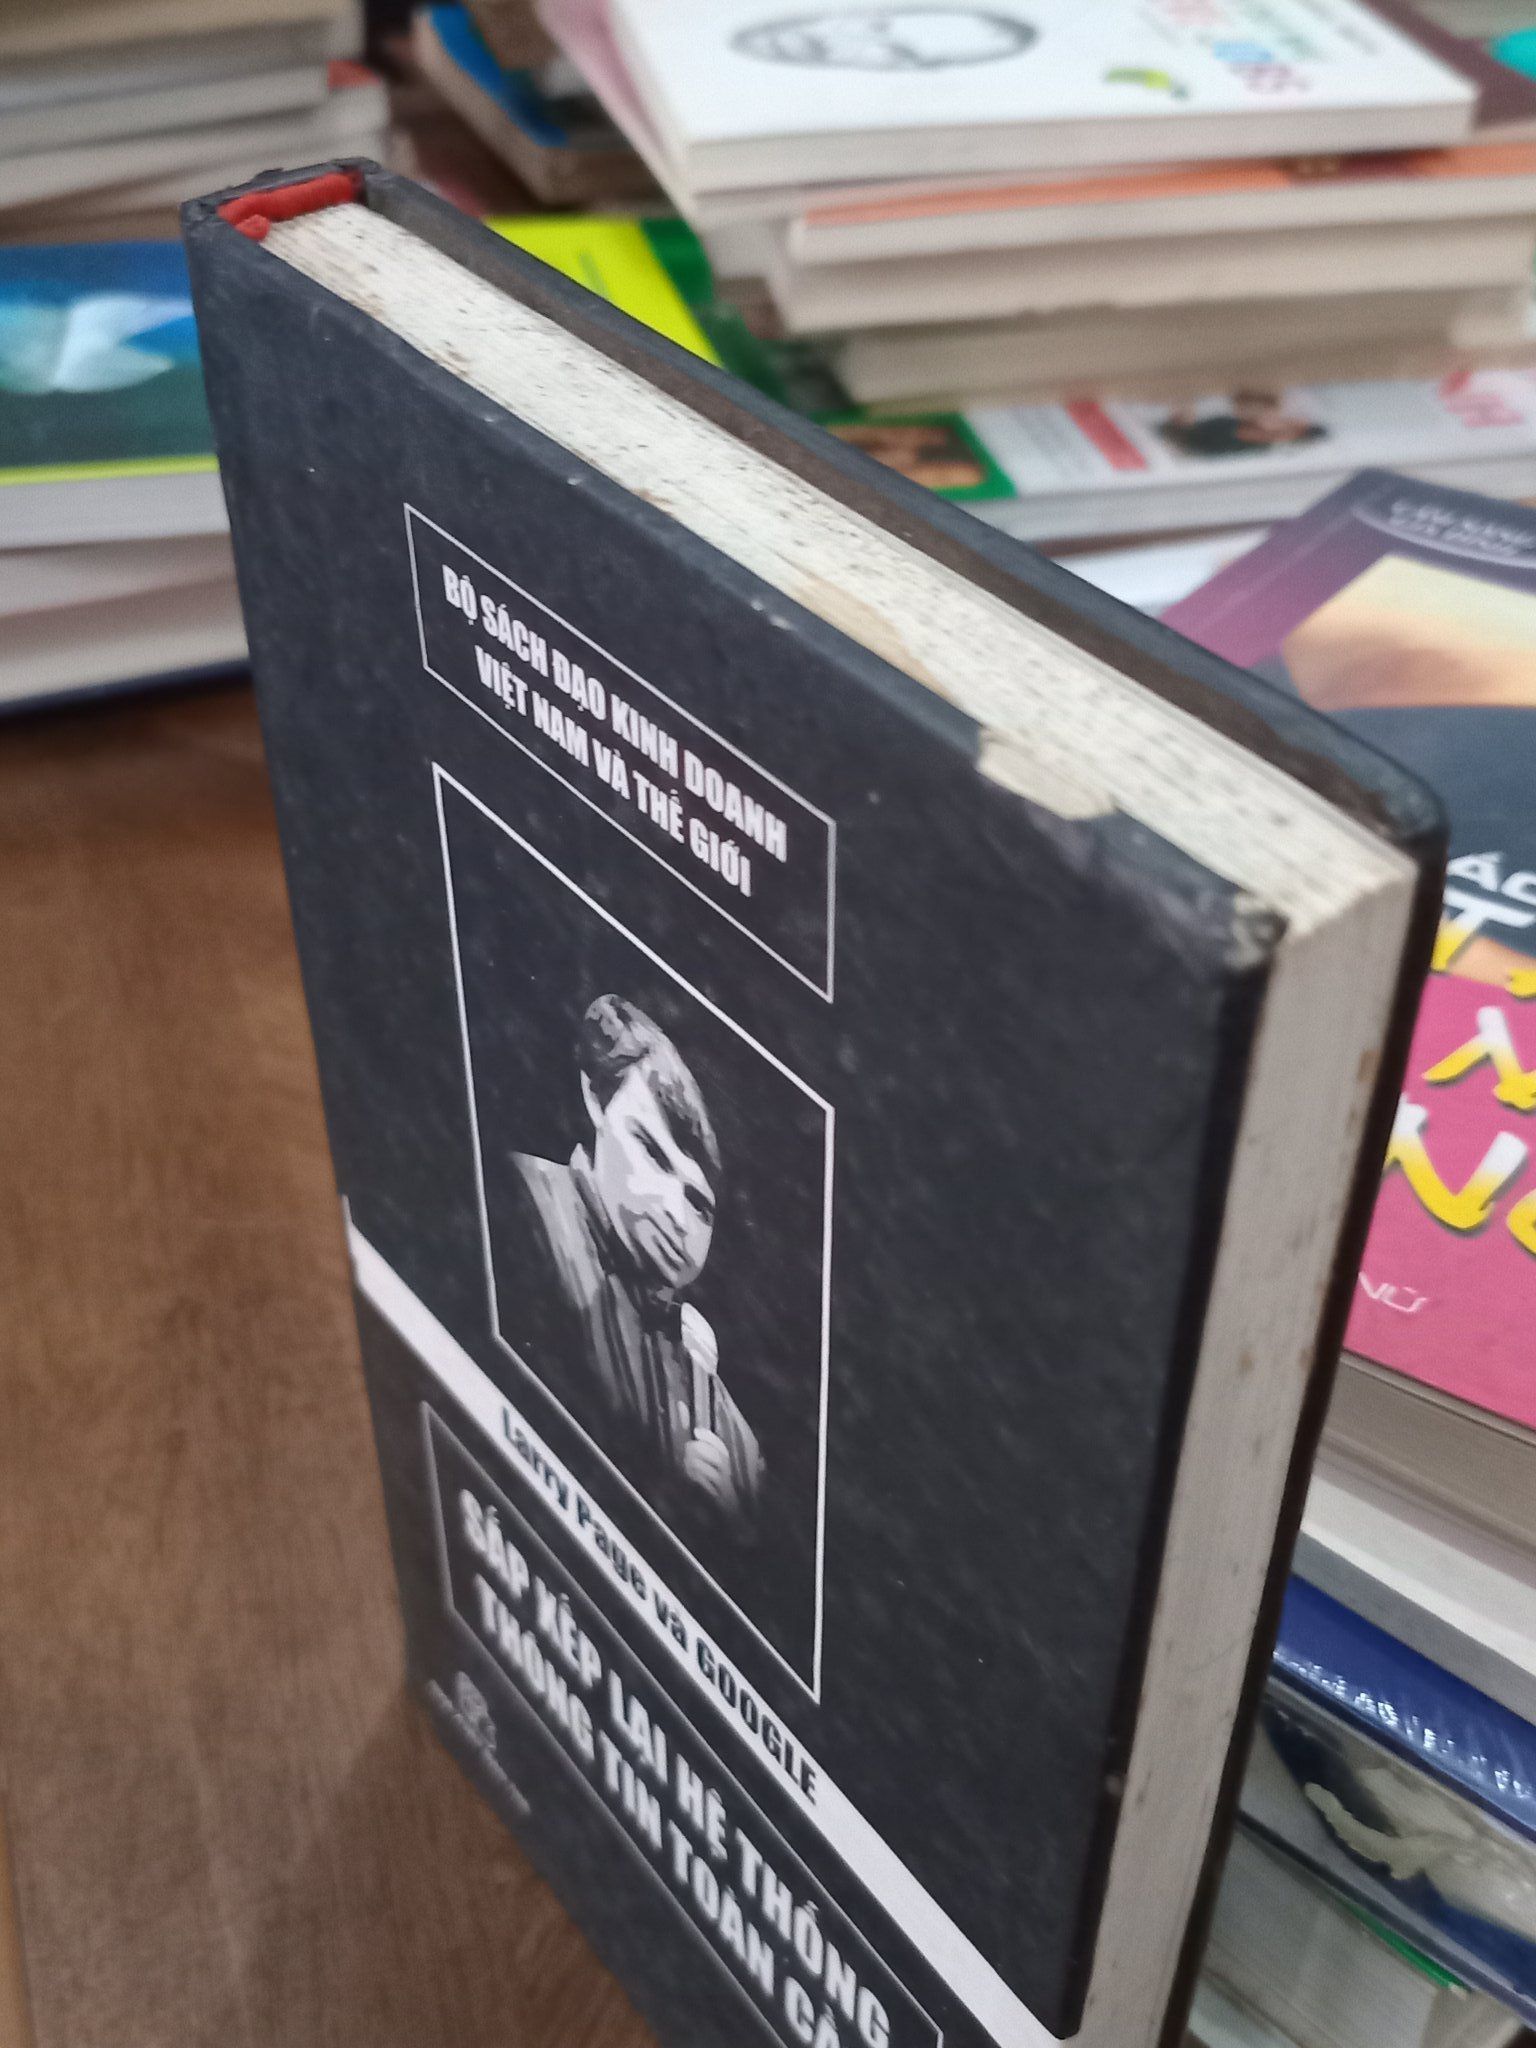 BỘ SÁCH ĐẠO KINH DOANH
VIỆT NAM VÀ THẾ GIỚI
Larry Page và GOOGLE
SẮP XẾP LẠI HỆ THỐNG
THÔNG TIN TOÀN CẦ
NỮ